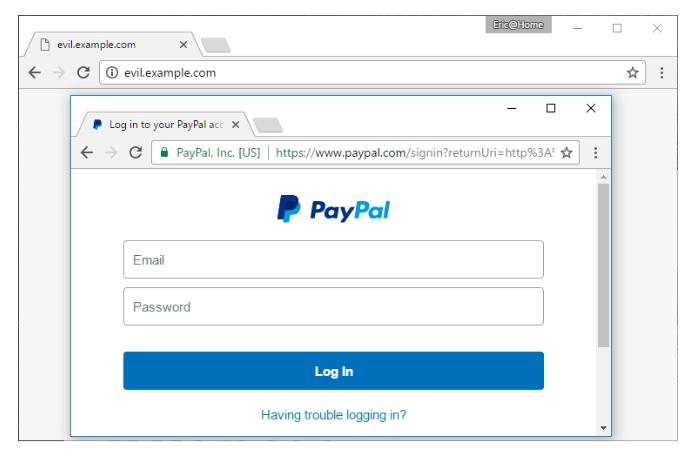 Eric@Home
evil.example.com
evil.example.com
Log in to your PayPal acc
PayPal, Inc. [US] | https://www.paypal.com/signin?returnUri=http%3A%
PayPal
Email
Password
Log In
Having trouble logging in?